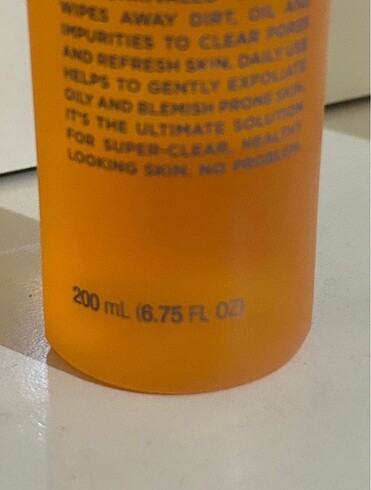 WIPES AWAY DIRT, OIL AND
IMPURITIES TO CLEAR PORES
AND REFRESH SKIN. DAILY USE
HELPS TO GENTLY EXFOLIATE
OILY AND BLEMISH PRONE SKIN.
IT'S THE ULTIMATE SOLUTION
FOR SUPER-CLEAR, HEALTHY
LOOKING SKIN. NO PROBLEM.
200 mL (6.75 FL OZ)